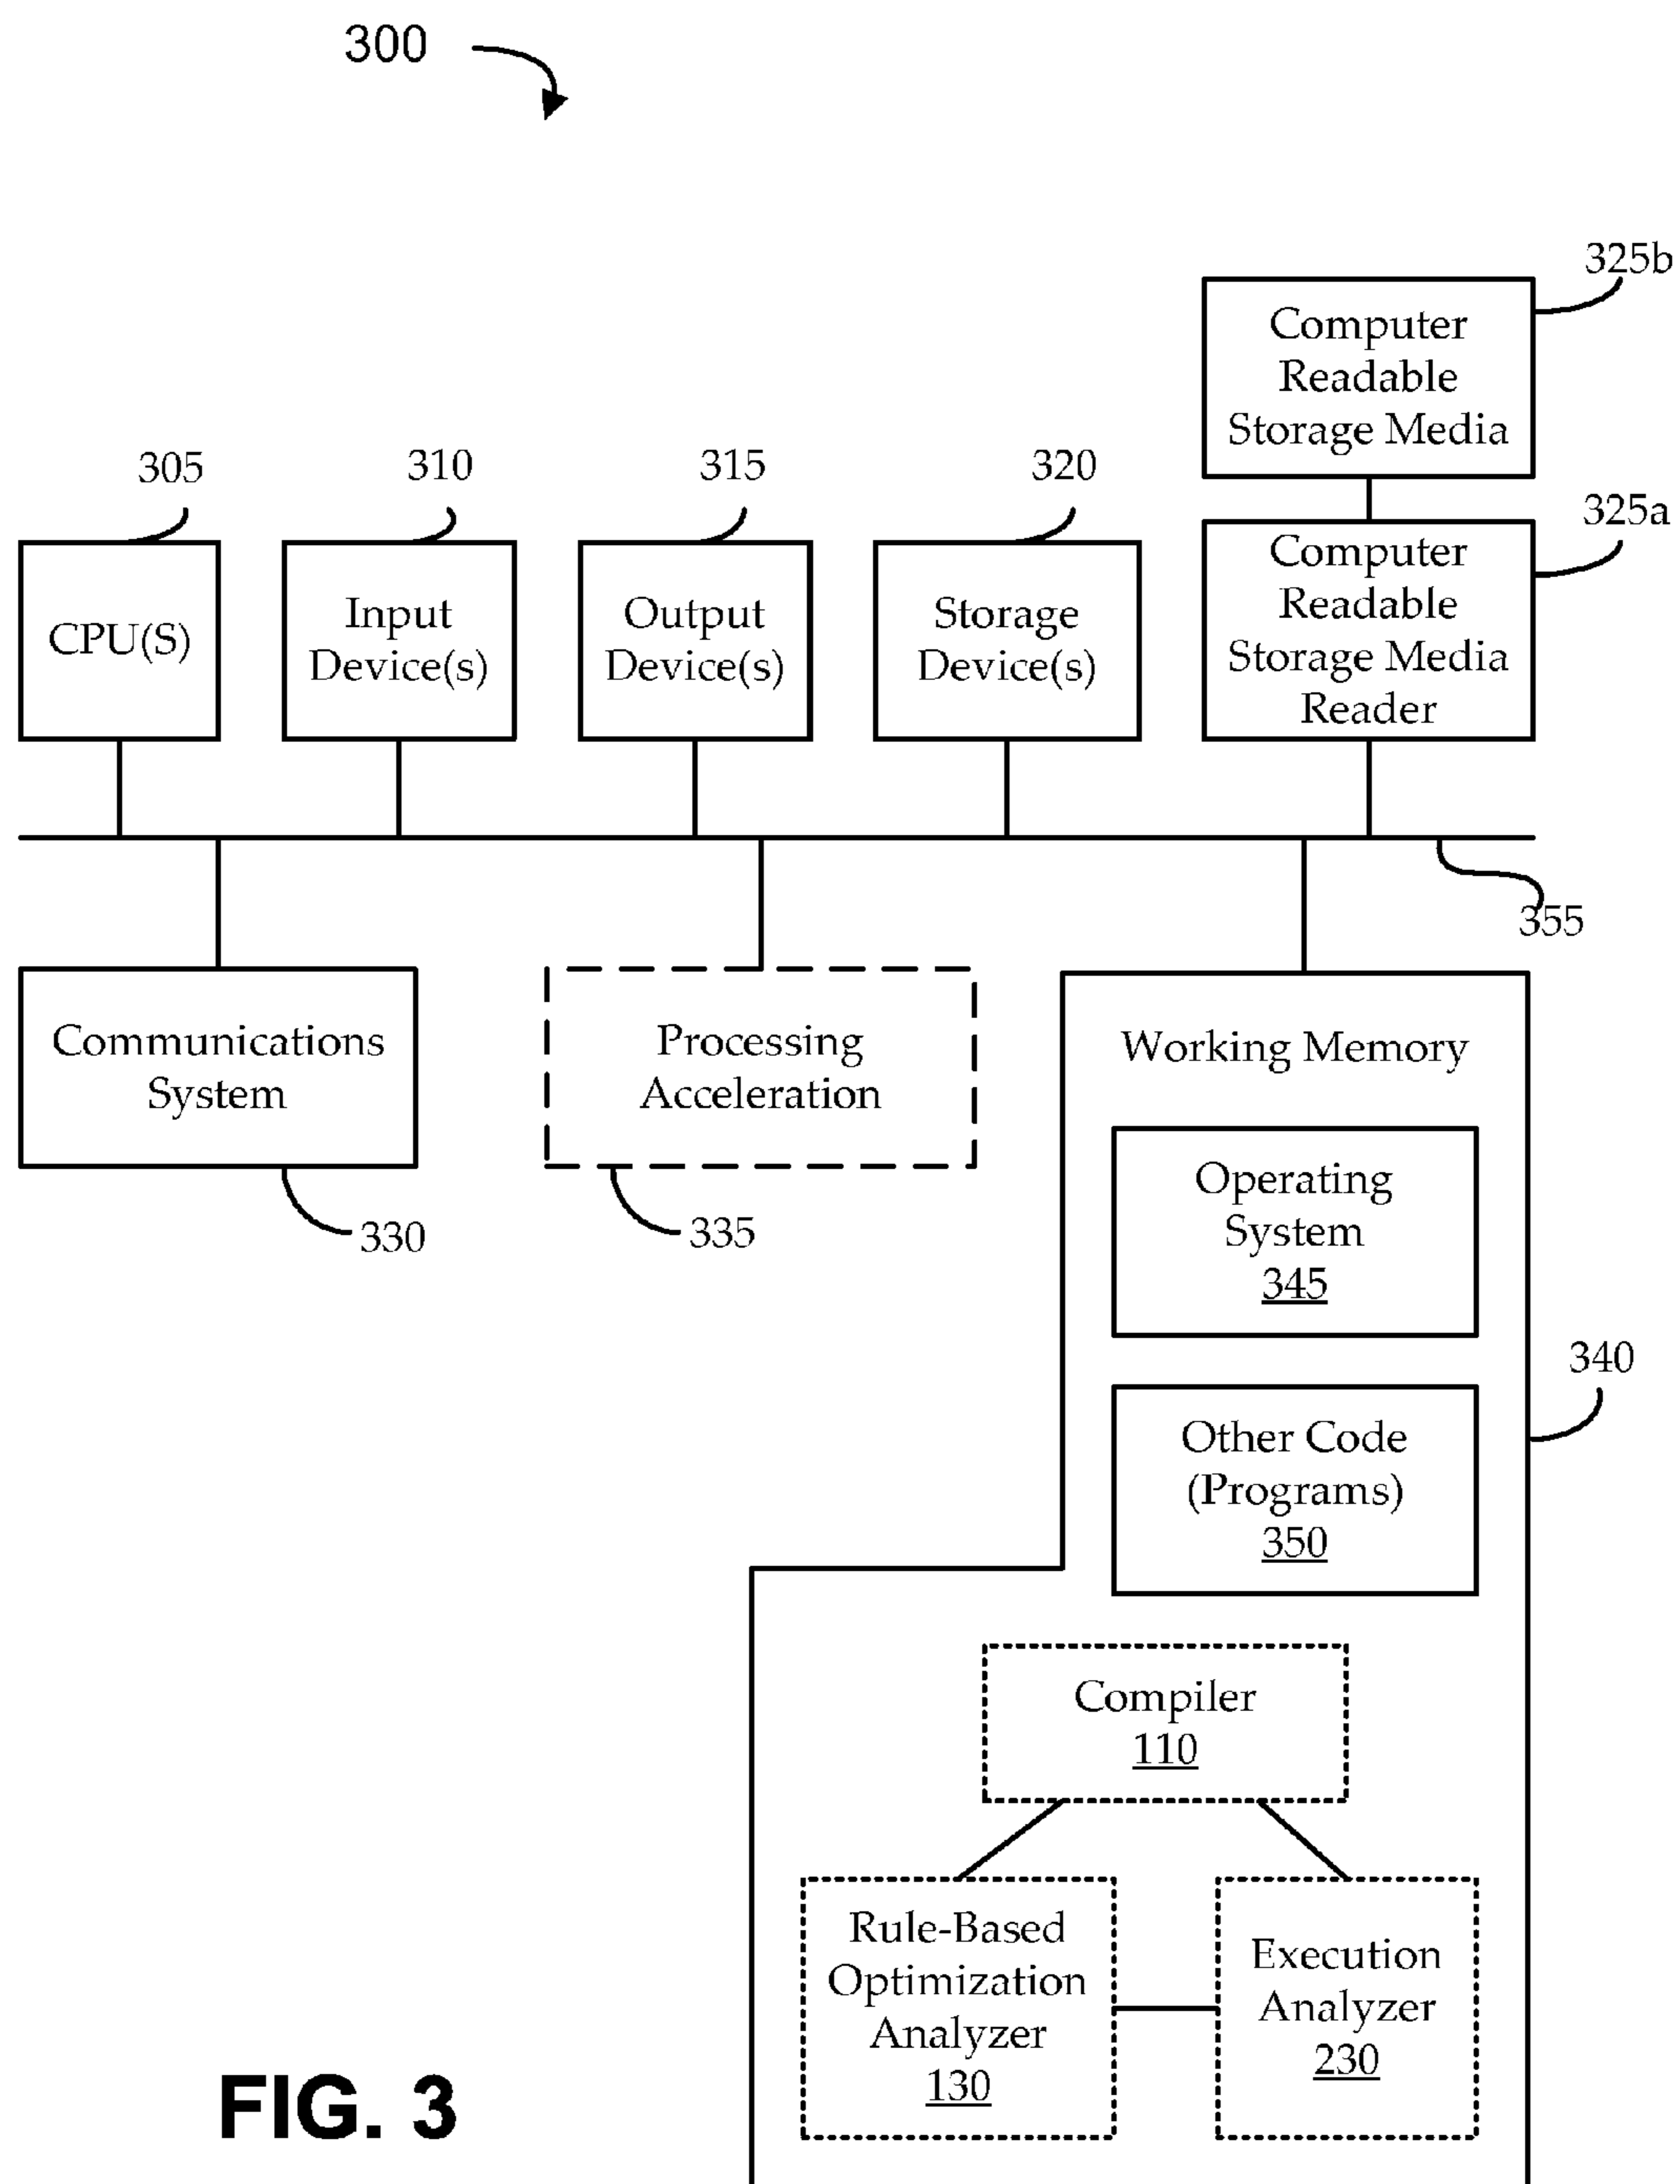 300
325b
Computer
Readable
Storage Media
305
310
315
320
325a
CPU(S)
Input
Device(s)
Output
Device(s)
Storage
Device(s)
Computer
Readable
Storage Media
Reader
355
Communications
System
330
Processing
Acceleration
335
Working Memory
Operating
System
345
340
Other Code
(Programs)
350
Compiler
110
Rule-Based
Optimization
Analyzer
130
Execution
Analyzer
230
FIG. 3